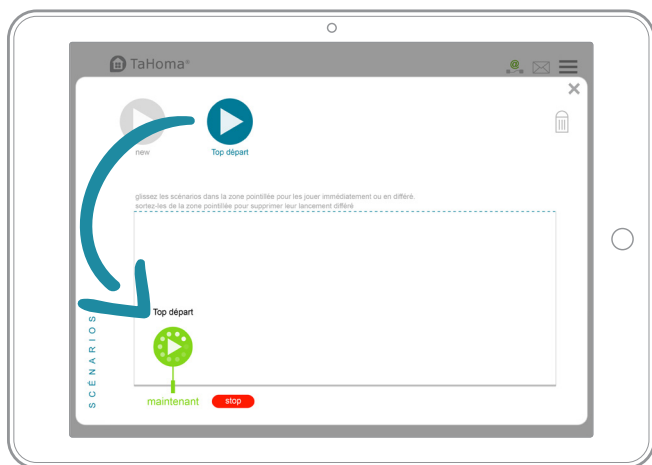 TaHoma®
@
new
Top départ
glissez les scénarios dans la zone pointillée pour les jouer immédiatement ou en différé.
sortez-les de la zone pointillée pour supprimer leur lancement différé
Top départ
SCÉNARIOS
maintenant
stop